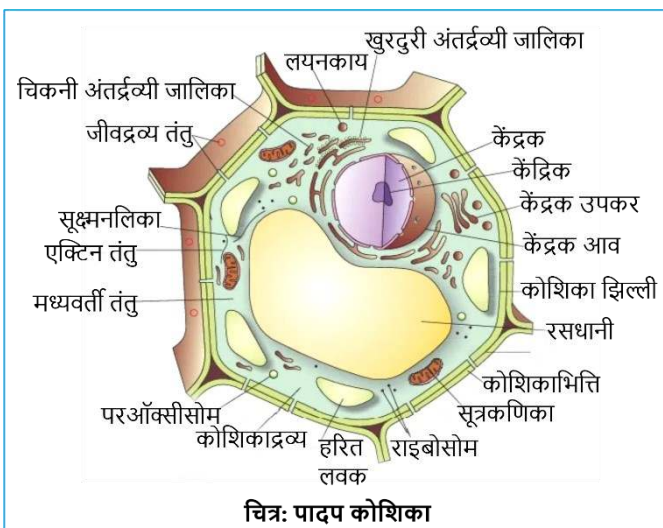 खुरदुरी अंतर्द्रव्यी जालिका
लयनकाय
चिकनी अंतर्द्रव्यी जालिका
जीवद्रव्य तंतु
केंद्रक
केंद्रिक
केंद्रक उपकर
केंद्रक आव
सूक्ष्मनलिका
एक्टिन तंतु
मध्यवर्ती तंतु
कोशिका झिल्ली
रसधानी
कोशिकाभित्ति
सूत्रकणिका
परऑक्सीसोम
कोशिकाद्रव्य
हरित
लवक
राइबोसोम
चित्र: पादप कोशिका